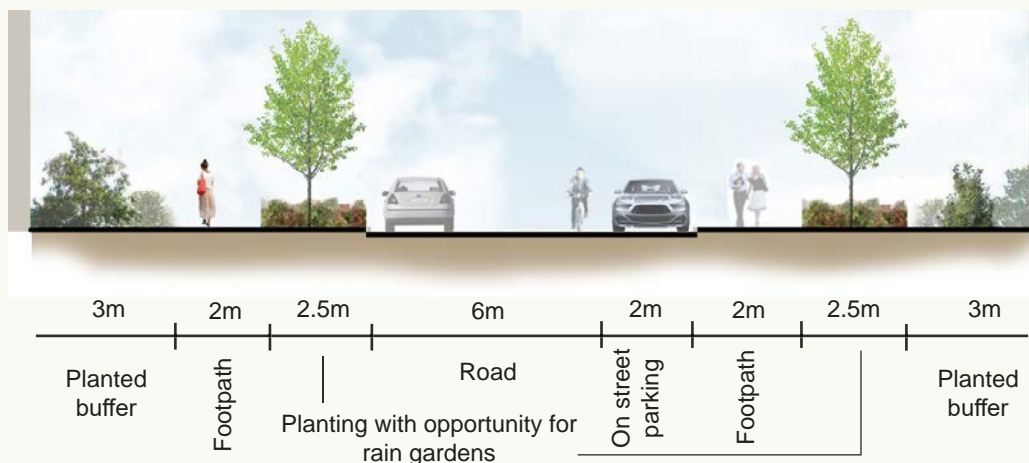 3m 2m 2.5m 6m 2m 2m 2.5m 3m
Planted
buffer
Footpath
Road
Planting with opportunity for
rain gardens
On street
parking
Footpath
Planted
buffer